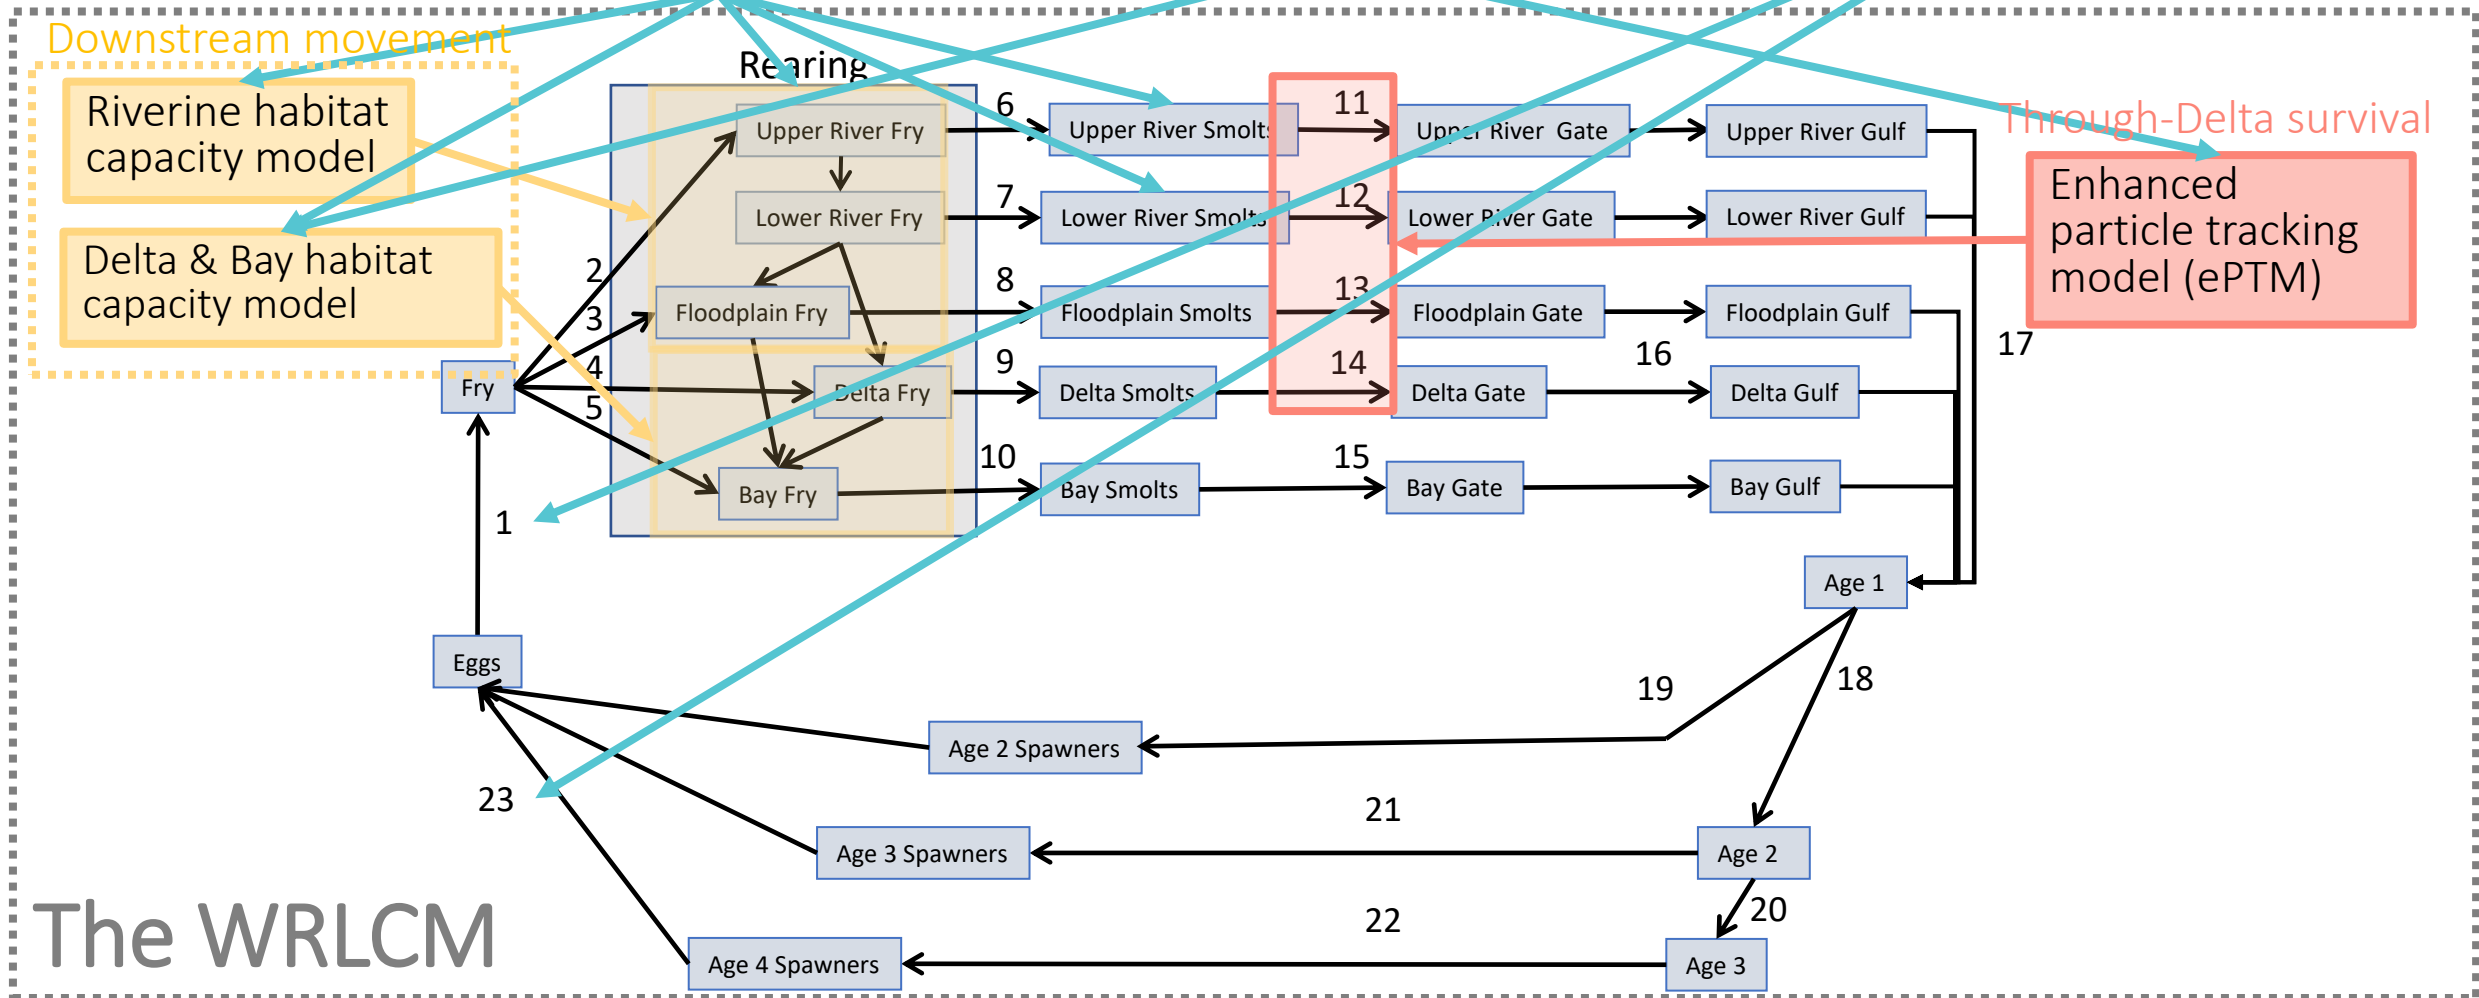 Downstream movement
Riverine habitat
capacity model
Delta & Bay habitat
capacity model
Rearing
Through-Delta survival
Enhanced
particle tracking
model (ePTM)
Upper River Fry
6
Upper River Smolts
11
Upper River Gate
Upper River Gulf
Lower River Fry
7
Lower River Smolts
12
Lower River Gate
Lower River Gulf
2
3
4
5
Floodplain Fry
8
Floodplain Smolts
13
Floodplain Gate
Floodplain Gulf
Fry
Delta Fry
9
Delta Smolts
14
Delta Gate
16
Delta Gulf
17
Bay Fry
10
Bay Smolts
15
Bay Gate
Bay Gulf
1
Age 1
Eggs
19
18
Age 2 Spawners
23
21
Age 3 Spawners
Age 2
22
20
Age 4 Spawners
Age 3
The WRLCM